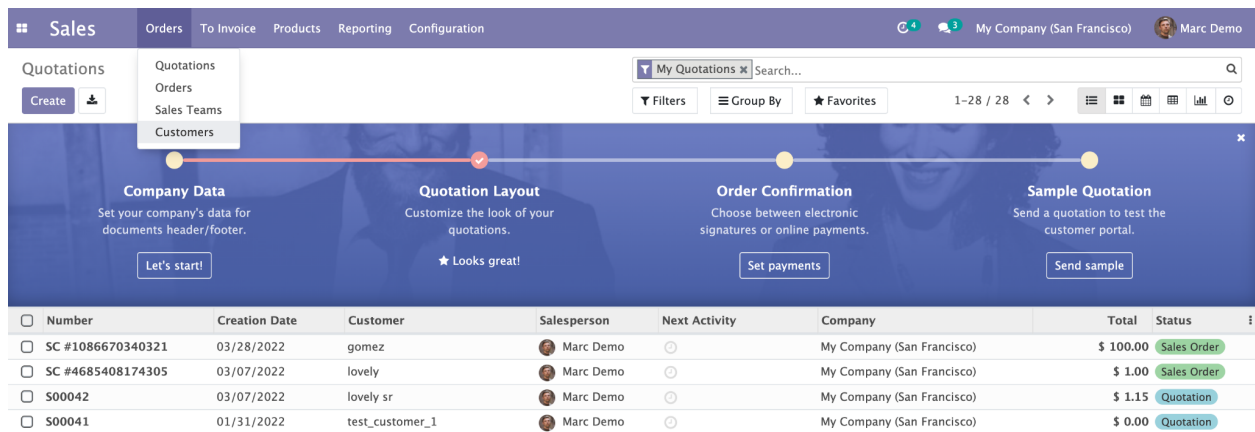 Sales Orders To Invoice Products Reporting Configuration 4 3 My Company (San Francisco) Marc Demo
Quotations
Orders
Sales Teams
Customers
Quotations
Create
My Quotations Search...
Filters Group By Favorites 1-28 / 28
Company Data
Set your company's data for
documents header/footer.
Let's start!
Quotation Layout
Customize the look of your
quotations.
Looks great!
Order Confirmation
Choose between electronic
signatures or online payments.
Set payments
Sample Quotation
Send a quotation to test the
customer portal.
Send sample
Number Creation Date Customer Salesperson Next Activity Company Total Status
SC #1086670340321 03/28/2022 gomez Marc Demo My Company (San Francisco) $ 100.00 Sales Order
SC #4685408174305 03/07/2022 lovely Marc Demo My Company (San Francisco) $ 1.00 Sales Order
S00042 03/07/2022 lovely sr Marc Demo My Company (San Francisco) $ 1.15 Quotation
S00041 01/31/2022 test_customer_1 Marc Demo My Company (San Francisco) $ 0.00 Quotation